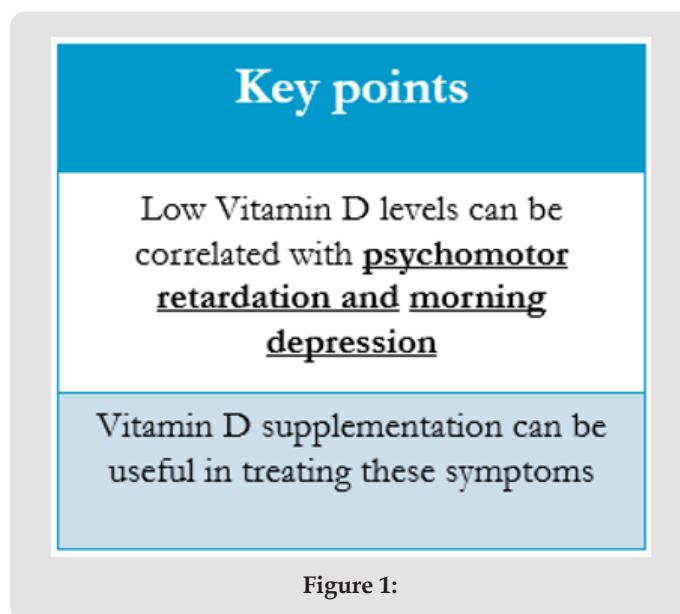 Key points
Low Vitamin D levels can be
correlated with psychomotor
retardation and morning
depression
Vitamin D supplementation can be
useful in treating these symptoms
Figure 1: